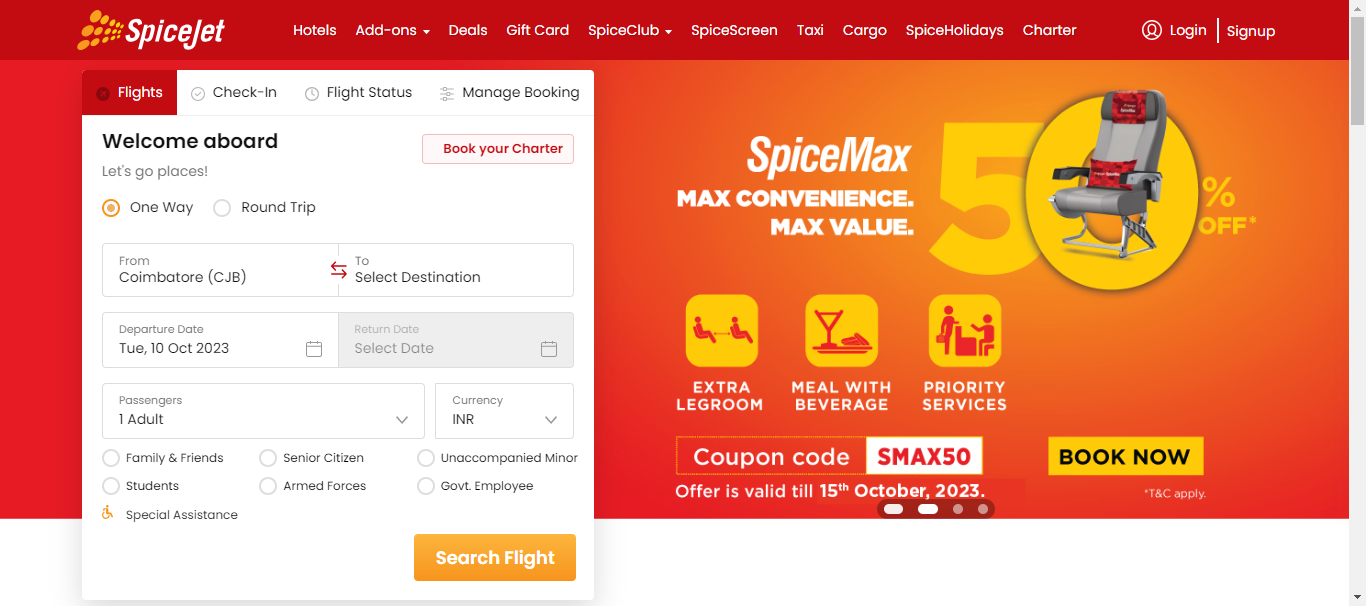 SpiceJet
Hotels Add-ons Deals Gift Card SpiceClub SpiceScreen Taxi Cargo SpiceHolidays Charter Login Signup
Flights Check-In Flight Status Manage Booking
Welcome aboard
Book your Charter
Let's go places!
One Way Round Trip
From To
Coimbatore (CJB) Select Destination
Departure Date Return Date
Tue, 10 Oct 2023 Select Date
Passengers Currency
1 Adult INR
Family & Friends Senior Citizen Unaccompanied Minor
Students Armed Forces Govt. Employee
Special Assistance
Search Flight
SpiceMax
MAX CONVENIENCE.
MAX VALUE.
50%
OFF*
EXTRA
LEGROOM
MEAL WITH
BEVERAGE
PRIORITY
SERVICES
Coupon code SMAX50
BOOK NOW
Offer is valid till 15th October, 2023.
*T&C apply.